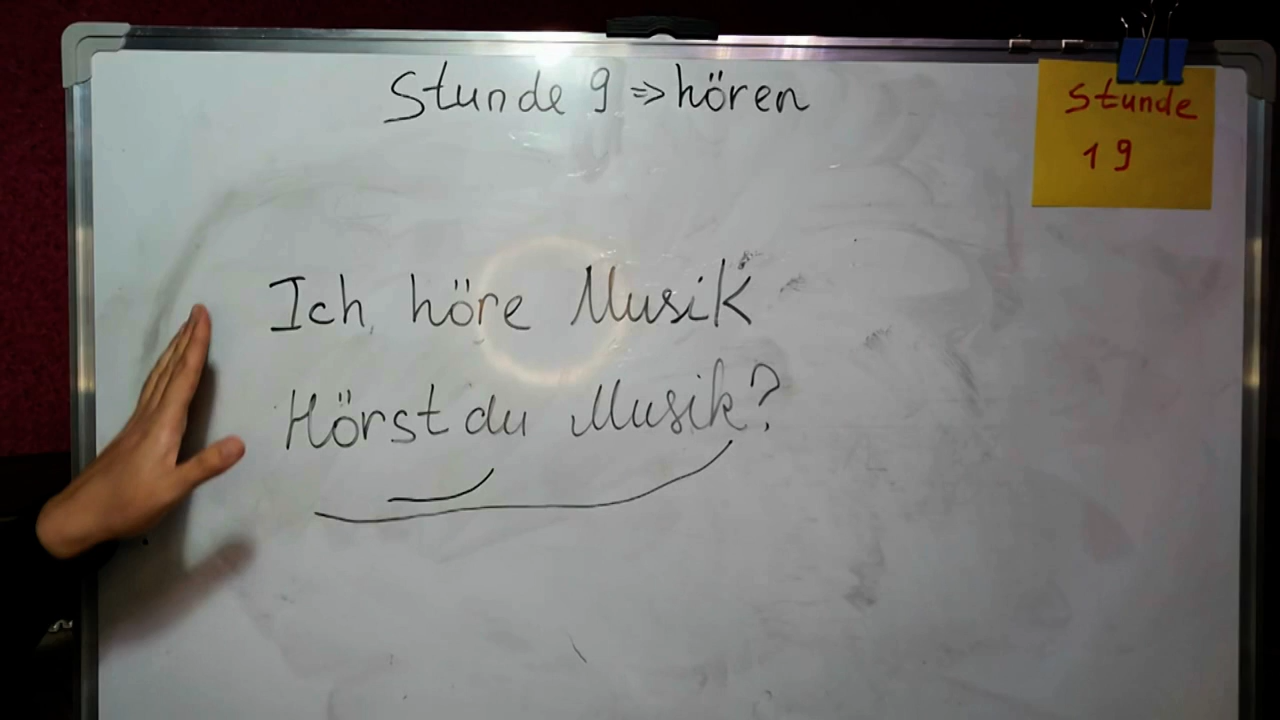 Stunde 9 => hören
Stunde
19
Ich höre Musik
Hörst du Musik?